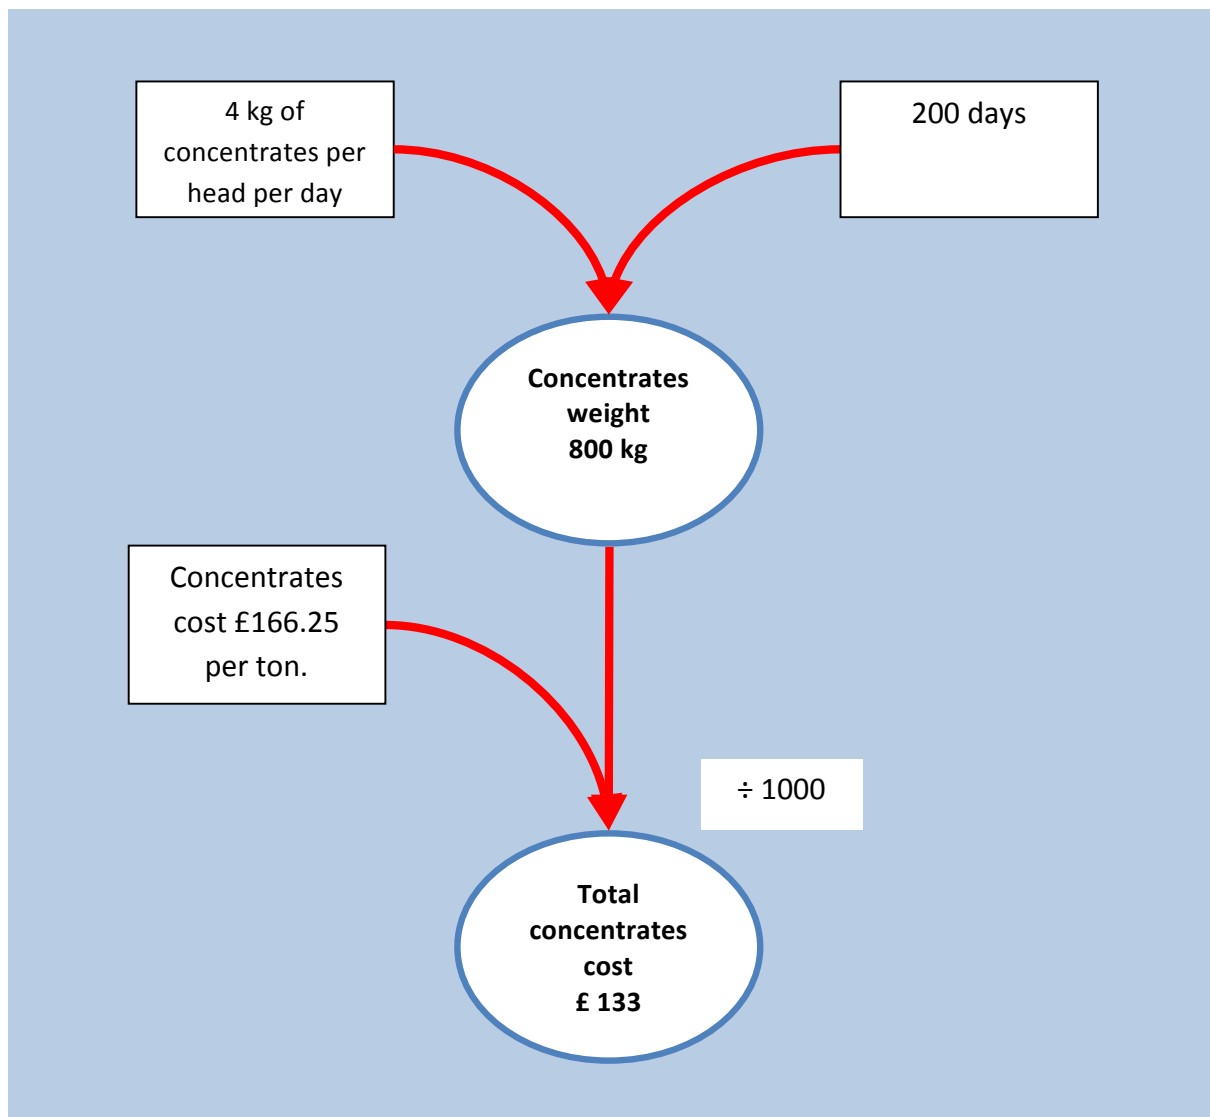 4 kg of
concentrates per
head per day
200 days
Concentrates
weight
800 kg
Concentrates
cost £166.25
per ton.
÷ 1000
Total
concentrates
cost
£ 133